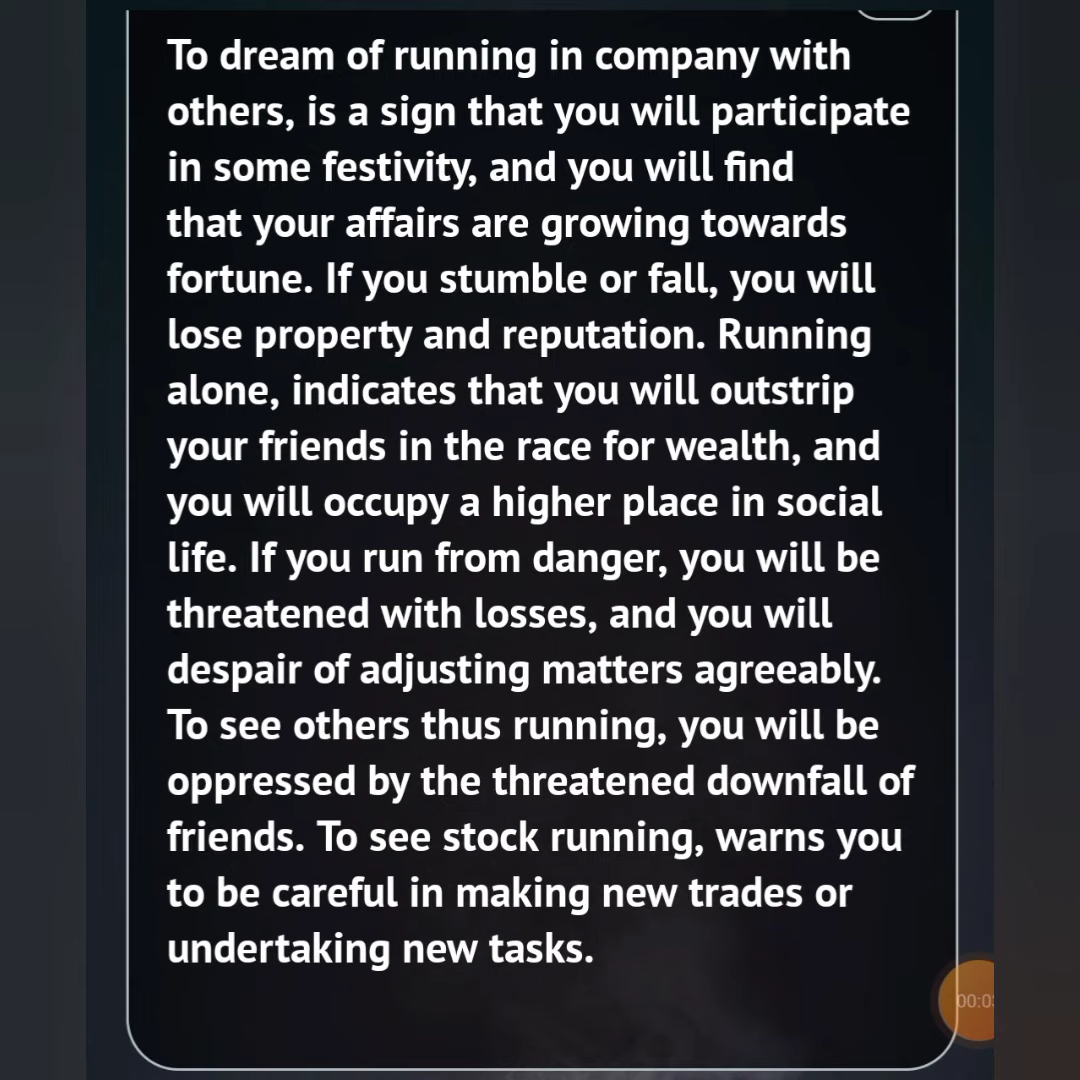 To dream of running in company with
others, is a sign that you will participate
in some festivity, and you will find
that your affairs are growing towards
fortune. If you stumble or fall, you will
lose property and reputation. Running
alone, indicates that you will outstrip
your friends in the race for wealth, and
you will occupy a higher place in social
life. If you run from danger, you will be
threatened with losses, and you will
despair of adjusting matters agreeably.
To see others thus running, you will be
oppressed by the threatened downfall of
friends. To see stock running, warns you
to be careful in making new trades or
undertaking new tasks.